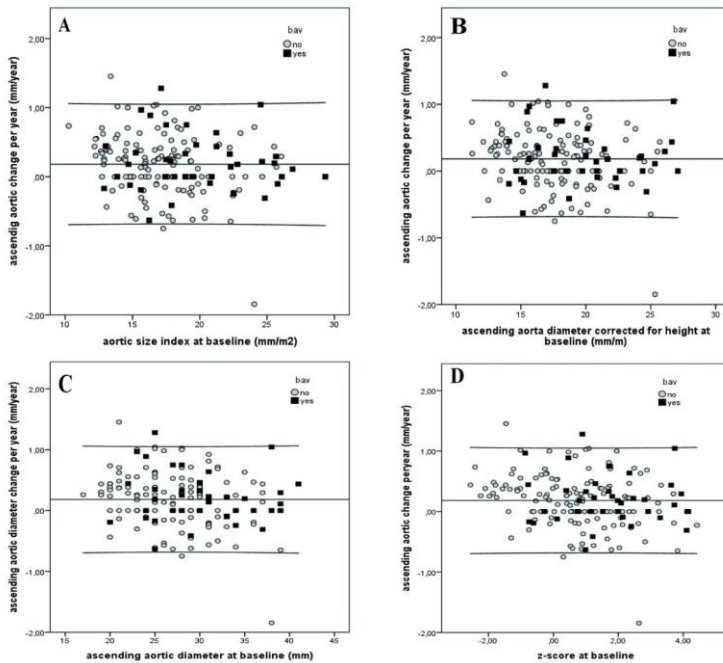 A
bav
no
yes
2,00
1,00
,00
-1,00
-2,00
ascendig aortic change per year (mm/year)
10
15
20
25
30
aortic size index at baseline (mm/m2)
B
bav
no
yes
2,00
1,00
,00
-1,00
-2,00
ascending aortic change per year (mm/year)
10
15
20
25
30
ascending aorta diameter corrected for height at
baseline (mm/m)
C
bav
no
yes
2,00
1,00
,00
-1,00
-2,00
ascending aortic diameter change per year (mm/year)
15
20
25
30
35
40
45
ascending aortic diameter at baseline (mm)
D
bav
no
yes
2,00
1,00
,00
-1,00
-2,00
ascending aortic change peryear (mm/year)
-2,00
,00
2,00
4,00
z-score at baseline